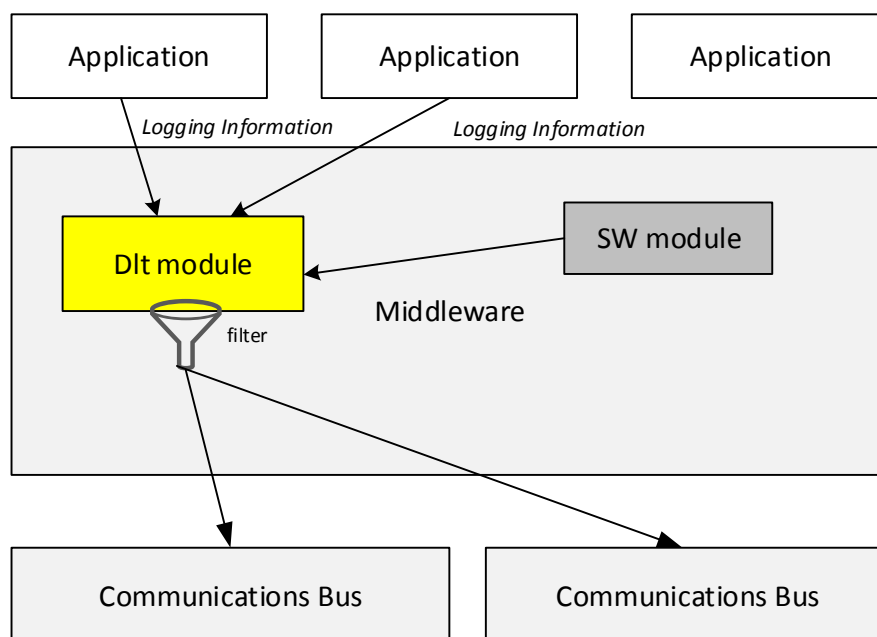 Application
Application
Application
Logging Information
Logging Information
Dlt module
SW module
filter
Middleware
Communications Bus
Communications Bus